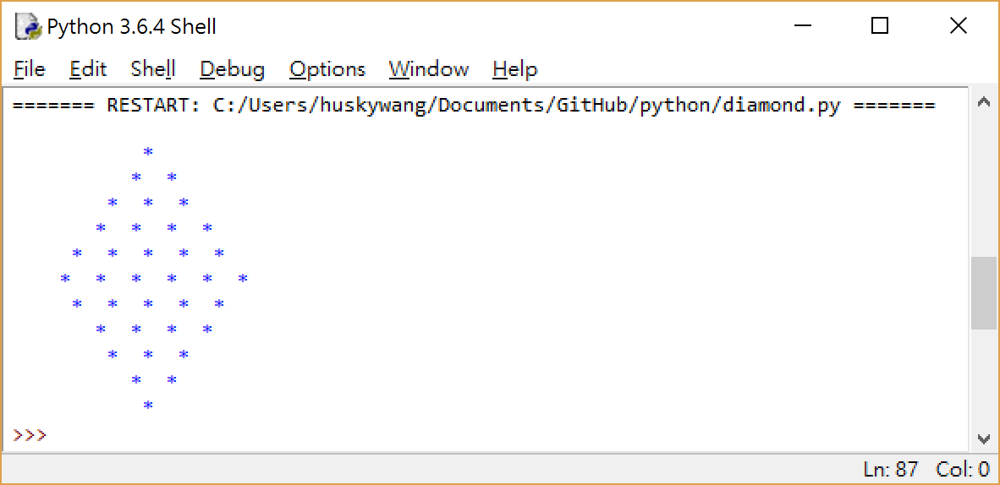 Python 3.6.4 Shell
File Edit Shell Debug Options Window Help
======= RESTART: C:/Users/huskywang/Documents/GitHub/python/diamond.py =======
           *
          *  *
        *  *  *
       *  *  *  *
     *  *  *  *  *
    *  *  *  *  *  *
     *  *  *  *  *
       *  *  *  *
        *  *  *
          *  *
           *
>>>
Ln: 87 Col: 0